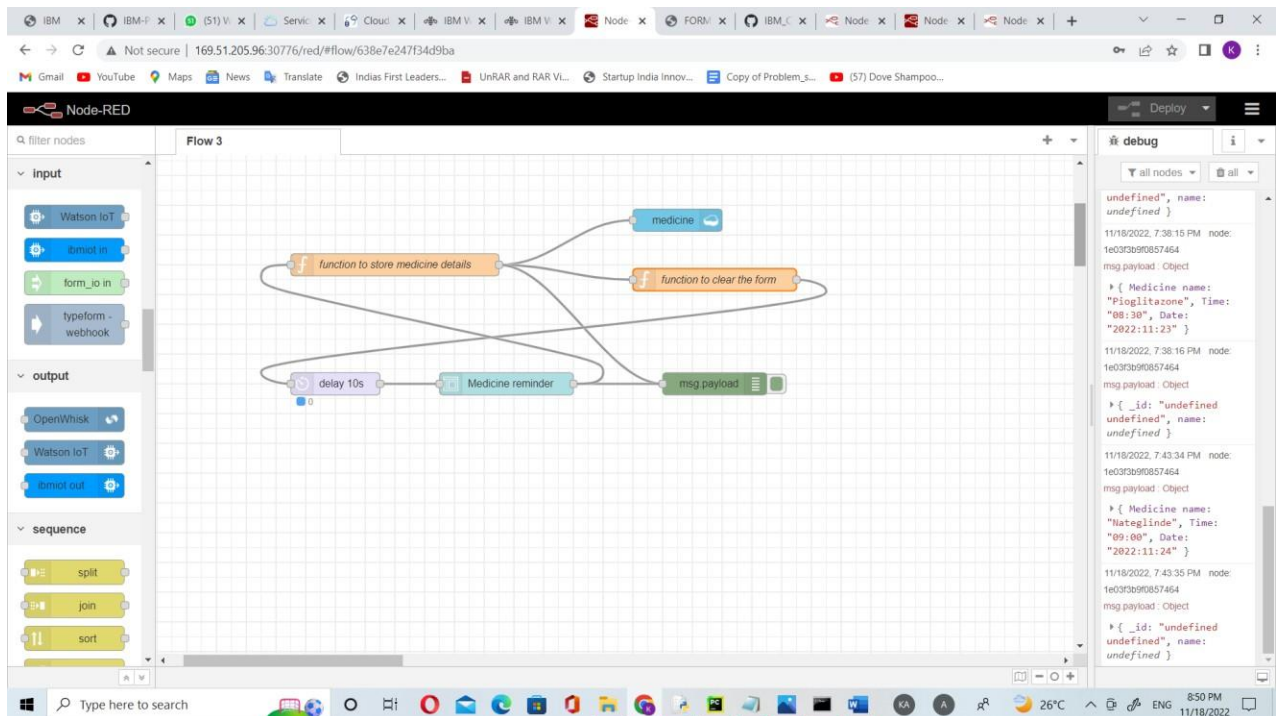 IBM
IBM-P
(51) W
Servic
Cloud
IBM W
IBM W
Node-
FORM
IBM_C
Node
Node
Node
Not secure | 169.51.205.96:30776/red/#flow/638e7e247f34d9ba
K
Gmail YouTube Maps News Translate Indias First Leaders... UnRAR and RAR Vi... Startup India Innov... Copy of Problem_s... (57) Dove Shampoo...
Node-RED
Deploy
filter nodes
Flow 3
input
Watson IoT
ibmiot in
form_io in
typeform -
webhook
output
OpenWhisk
Watson IoT
ibmiot out
sequence
split
join
sort
medicine
function to store medicine details
function to clear the form
delay 10s
0
Medicine reminder
msg.payload
debug
i
all nodes
all
undefined", name:
undefined }
11/18/2022, 7:38:15 PM node:
1e03f3b9f0857464
msg.payload : Object
{ Medicine name:
"Pioglitazone", Time:
"08:30", Date:
"2022:11:23" }
11/18/2022, 7:38:16 PM node:
1e03f3b9f0857464
msg.payload : Object
{ _id: "undefined
undefined", name:
undefined }
11/18/2022, 7:43:34 PM node:
1e03f3b9f0857464
msg.payload : Object
{ Medicine name:
"Nateglinde", Time:
"09:00", Date:
"2022:11:24" }
11/18/2022, 7:43:35 PM node:
1e03f3b9f0857464
msg.payload : Object
{ _id: "undefined
undefined", name:
undefined }
Type here to search
KA
A
26°C
ENG
8:50 PM
11/18/2022